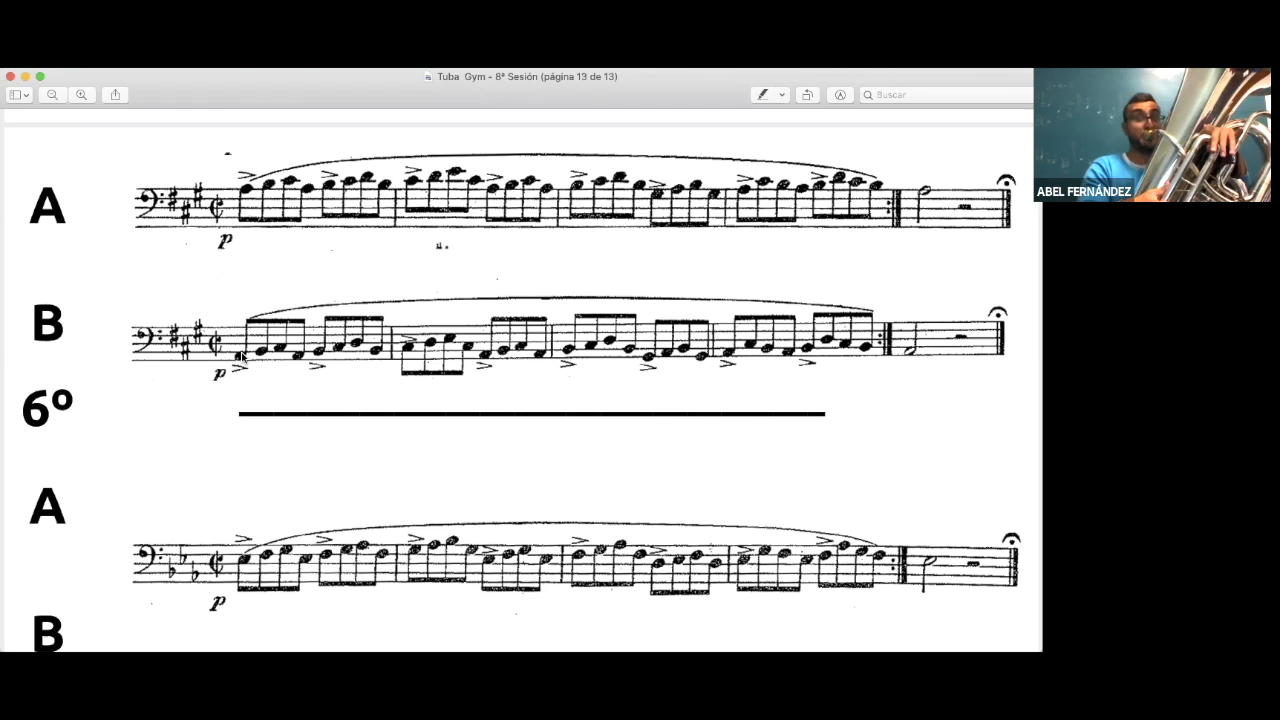 Tuba Gym - 8ª Sesión (página 13 de 13)
Buscar
ABEL FERNÁNDEZ
A
p
B
p
6º
A
p
B